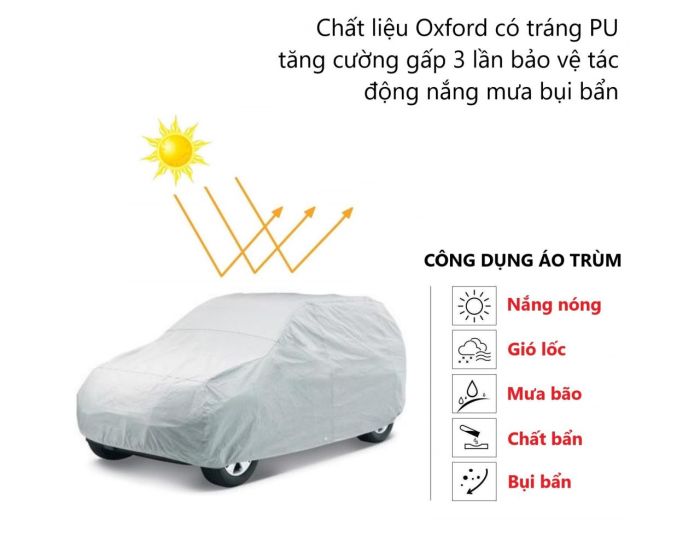 Chất liệu Oxford có tráng PU
tăng cường gấp 3 lần bảo vệ tác
động nắng mưa bụi bẩn
CÔNG DỤNG ÁO TRÙM
Nắng nóng
Gió lốc
Mưa bão
Chất bẩn
Bụi bẩn